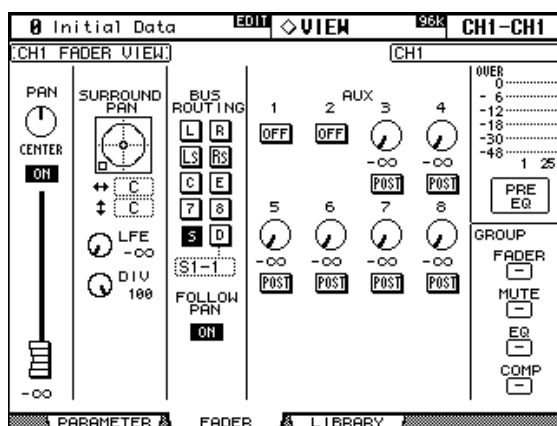 0 Initial Data EDIT ◇VIEW 96K CH1-CH1
CH1 FADER VIEW
CH1
PAN
CENTER
ON
-∞
SURROUND
PAN
↔ C
↕ C
LFE
-∞
DIV
100
BUS
ROUTING
L R
LS RS
C E
7 8
S D
S1-1
FOLLOW
PAN
ON
AUX
1 2 3 4
OFF OFF -∞ -∞
POST POST
5 6 7 8
-∞ -∞ -∞ -∞
POST POST POST POST
OVER
0
- 6
-12
-18
-30
-48
1 25
PRE
EQ
GROUP
FADER
-
MUTE
-
EQ
-
COMP
-
PARAMETER FADER LIBRARY